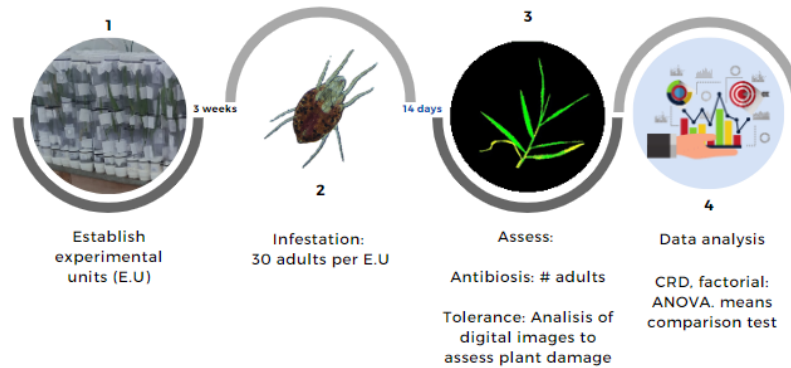 1
Establish
experimental
units (E.U)
3 weeks
2
Infestation:
30 adults per E.U
14 days
3
Assess:
Antibiosis: # adults
Tolerance: Analisis of
digital images to
assess plant damage
4
Data analysis
CRD, factorial:
ANOVA. means
comparison test